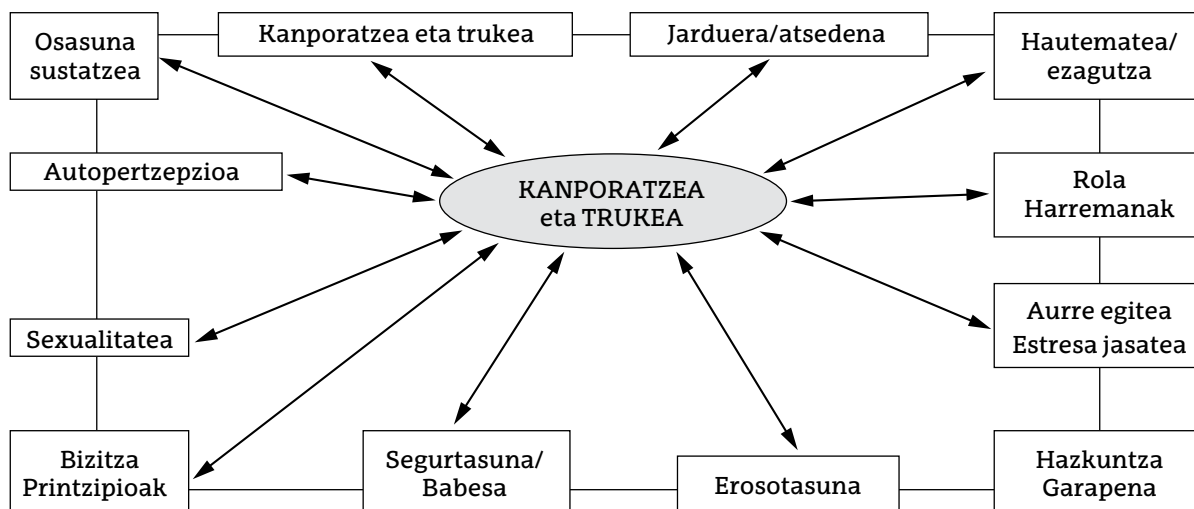 Osasuna
sustatzea
Kanporatzea eta trukea
Jarduera/atsedena
Hautematea/
ezagutza
Autopertzepzioa
KANPORATZEA
eta TRUKEA
Rola
Harremanak
Sexualitatea
Aurre egitea
Estresa jasatea
Bizitza
Printzipioak
Segurtasuna/
Babesa
Erosotasuna
Hazkuntza
Garapena